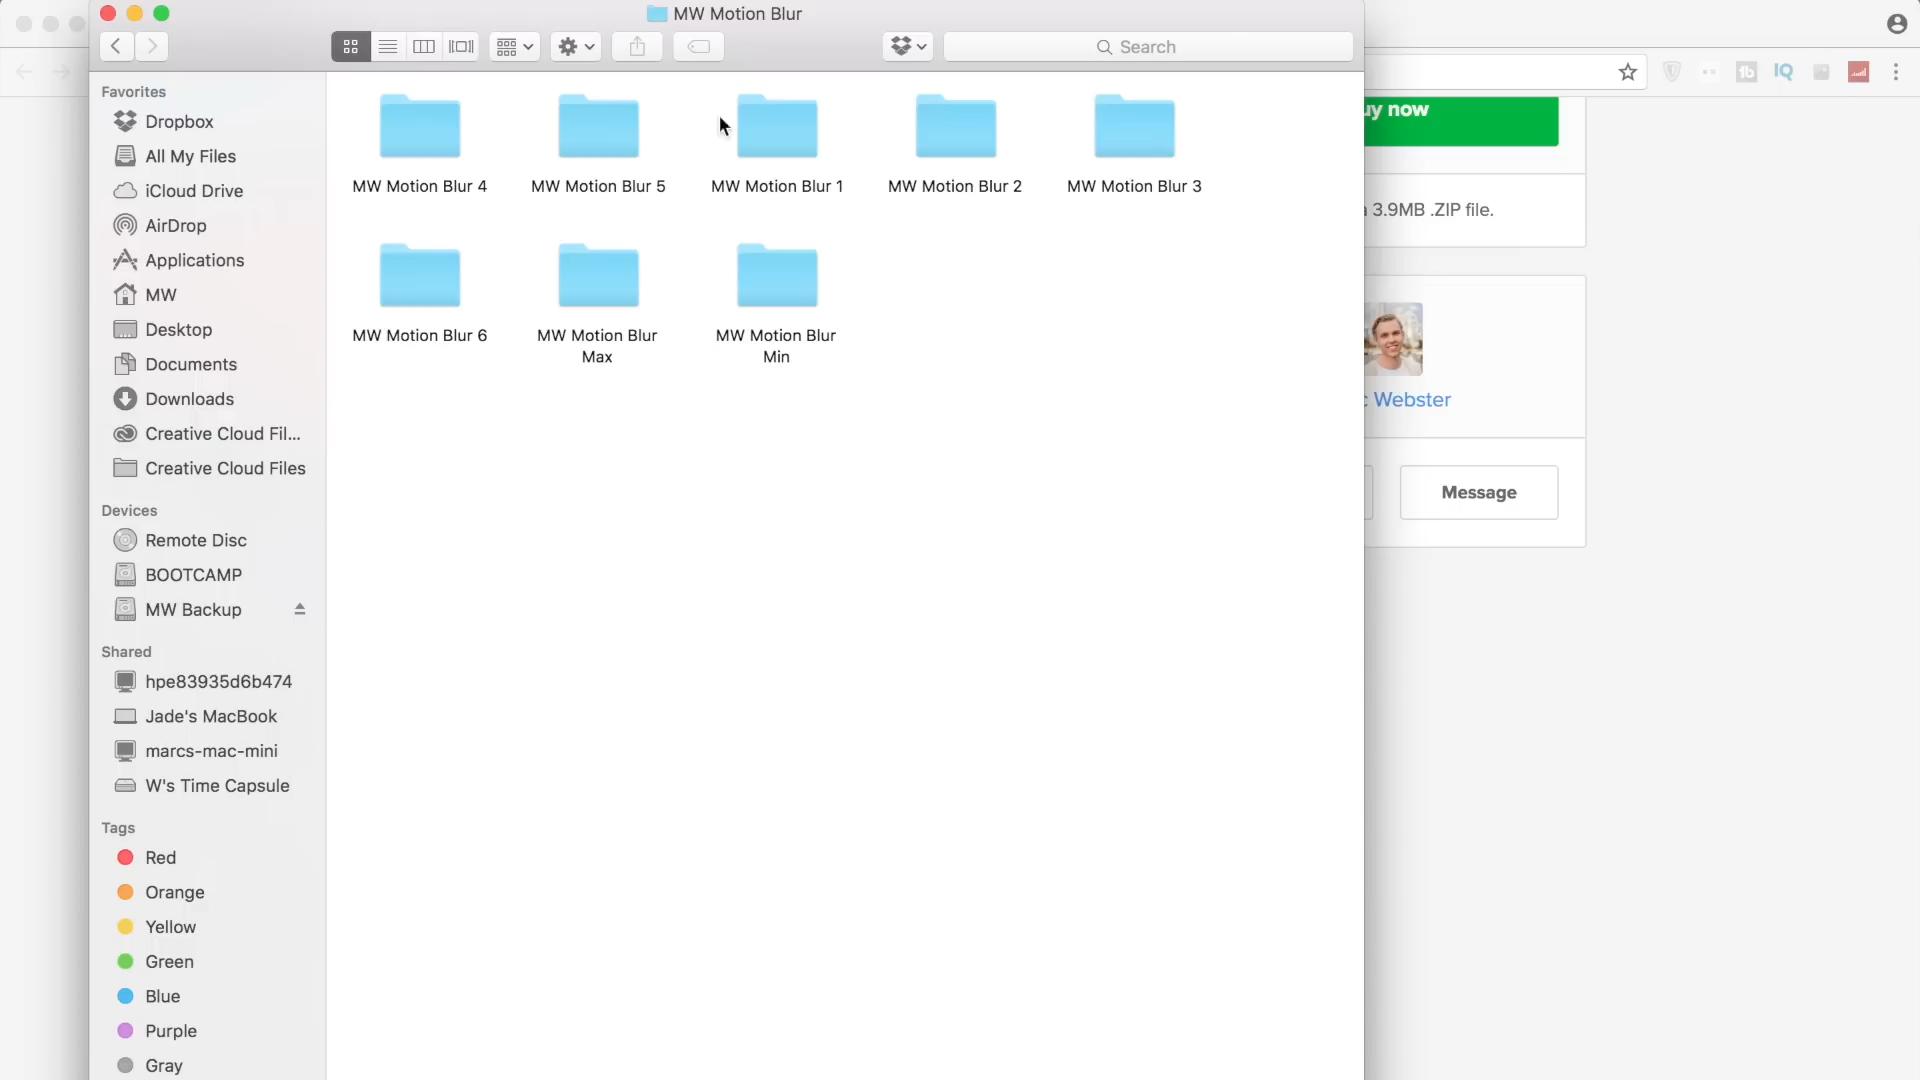 MW Motion Blur
Search
Favorites
Dropbox
All My Files
iCloud Drive
AirDrop
Applications
MW
Desktop
Documents
Downloads
Creative Cloud Fil...
Creative Cloud Files
Devices
Remote Disc
BOOTCAMP
MW Backup
Shared
hpe83935d6b474
Jade's MacBook
marcs-mac-mini
W's Time Capsule
Tags
Red
Orange
Yellow
Green
Blue
Purple
Gray
MW Motion Blur 4
MW Motion Blur 5
MW Motion Blur 1
MW Motion Blur 2
MW Motion Blur 3
MW Motion Blur 6
MW Motion Blur
Max
MW Motion Blur
Min
tb
IQ
uy now
3.9MB .ZIP file.
Webster
Message